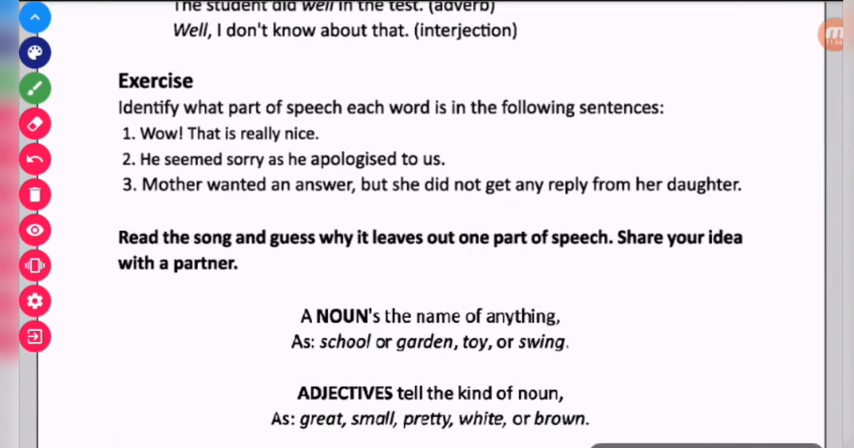 The student did well in the test. (adverb)
Well, I don't know about that. (interjection)
Exercise
Identify what part of speech each word is in the following sentences:
1. Wow! That is really nice.
2. He seemed sorry as he apologised to us.
3. Mother wanted an answer, but she did not get any reply from her daughter.
Read the song and guess why it leaves out one part of speech. Share your idea
with a partner.
A NOUN's the name of anything,
As: school or garden, toy, or swing.
ADJECTIVES tell the kind of noun,
As: great, small, pretty, white, or brown.